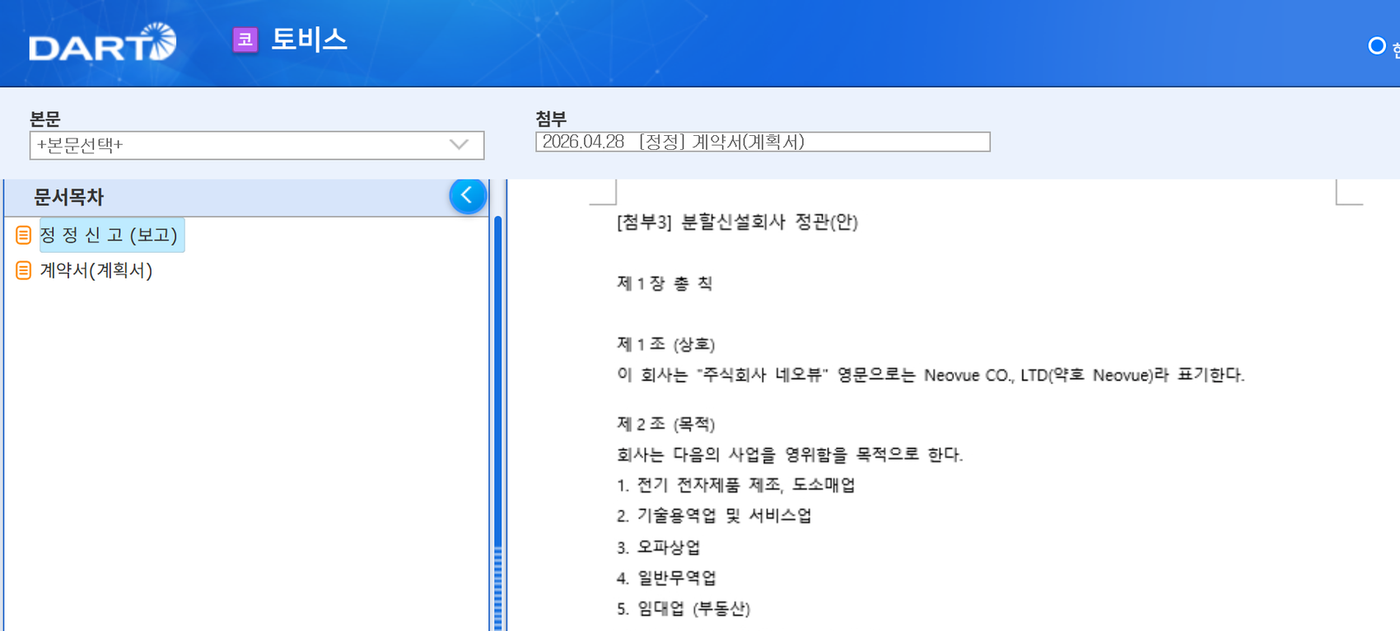 DART
코 토비스
본문
첨부
+본문선택+
2026.04.28 [정정] 계약서(계획서)
문서목차
정 정 신 고 (보고)
계약서(계획서)
[첨부3] 분할신설회사 정관(안)
제 1 장 총 칙
제 1 조 (상호)
이 회사는 "주식회사 네오뷰" 영문으로는 Neovue CO., LTD(약호 Neovue)라 표기한다.
제 2 조 (목적)
회사는 다음의 사업을 영위함을 목적으로 한다.
1. 전기 전자제품 제조, 도소매업
2. 기술용역업 및 서비스업
3. 오파상업
4. 일반무역업
5. 임대업 (부동산)